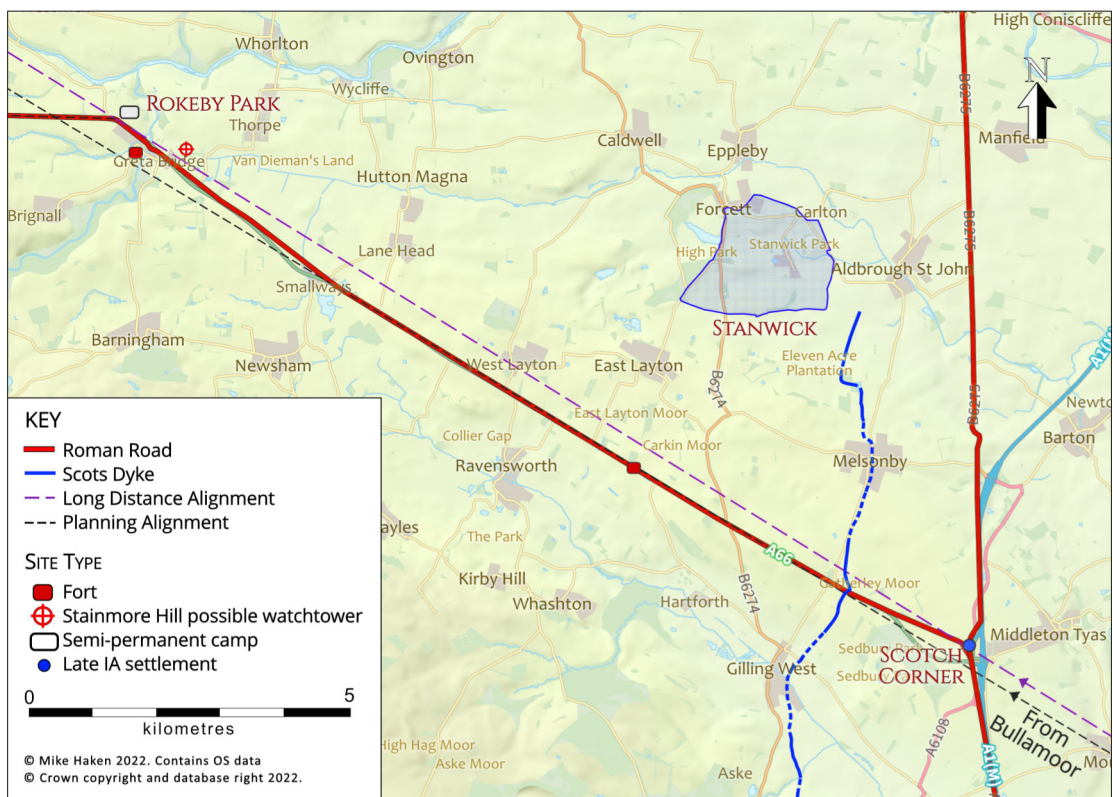 High Coniscliffe
Whorlton
Ovington
N
B6275
Wycliffe
ROKEBY PARK
Thorpe
Manfield
Caldwell
Eppleby
Greta Bridge
Van Dieman's Land
Hutton Magna
Brignall
Forcett
Carlton
B6275
Lane Head
High Park
Stanwick Park
Aldbrough St John
Smallways
STANWICK
Barningham
A1(M)
Newsham
West Layton
East Layton
Eleven Acre
Plantation
B6274
B6275
East Layton Moor
Collier Gap
Carkin Moor
Barton
Ravensworth
Melsonby
The Park
A66
Kirby Hill
Gatherley Moor
Whashton
Hartforth
B6274
Middleton Tyas
Sedbury Park
SCOTCH
CORNER
Gilling West
From
Bullamoor
A6108
High Hag Moor
Aske Moor
Aske
A1(M)
KEY
Roman Road
Scots Dyke
Long Distance Alignment
Planning Alignment
SITE TYPE
Fort
Stainmore Hill possible watchtower
Semi-permanent camp
Late IA settlement
0 5
kilometres
© Mike Haken 2022. Contains OS data
© Crown copyright and database right 2022.